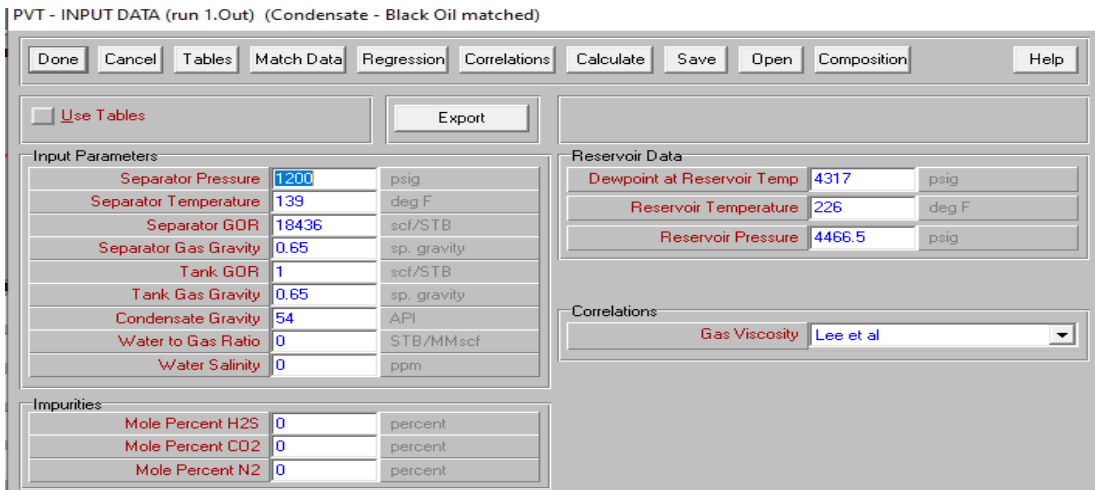 PVT - INPUT DATA (run 1.Out) (Condensate - Black Oil matched)
Done Cancel Tables Match Data Regression Correlations Calculate Save Open Composition Help
Use Tables
Export
Input Parameters
Separator Pressure 1200 psig
Separator Temperature 139 deg F
Separator GOR 18436 scf/STB
Separator Gas Gravity 0.65 sp. gravity
Tank GOR 1 scf/STB
Tank Gas Gravity 0.65 sp. gravity
Condensate Gravity 54 API
Water to Gas Ratio 0 STB/MMscf
Water Salinity 0 ppm
Reservoir Data
Dewpoint at Reservoir Temp 4317 psig
Reservoir Temperature 226 deg F
Reservoir Pressure 4466.5 psig
Correlations
Gas Viscosity Lee et al
Impurities
Mole Percent H2S 0 percent
Mole Percent CO2 0 percent
Mole Percent N2 0 percent